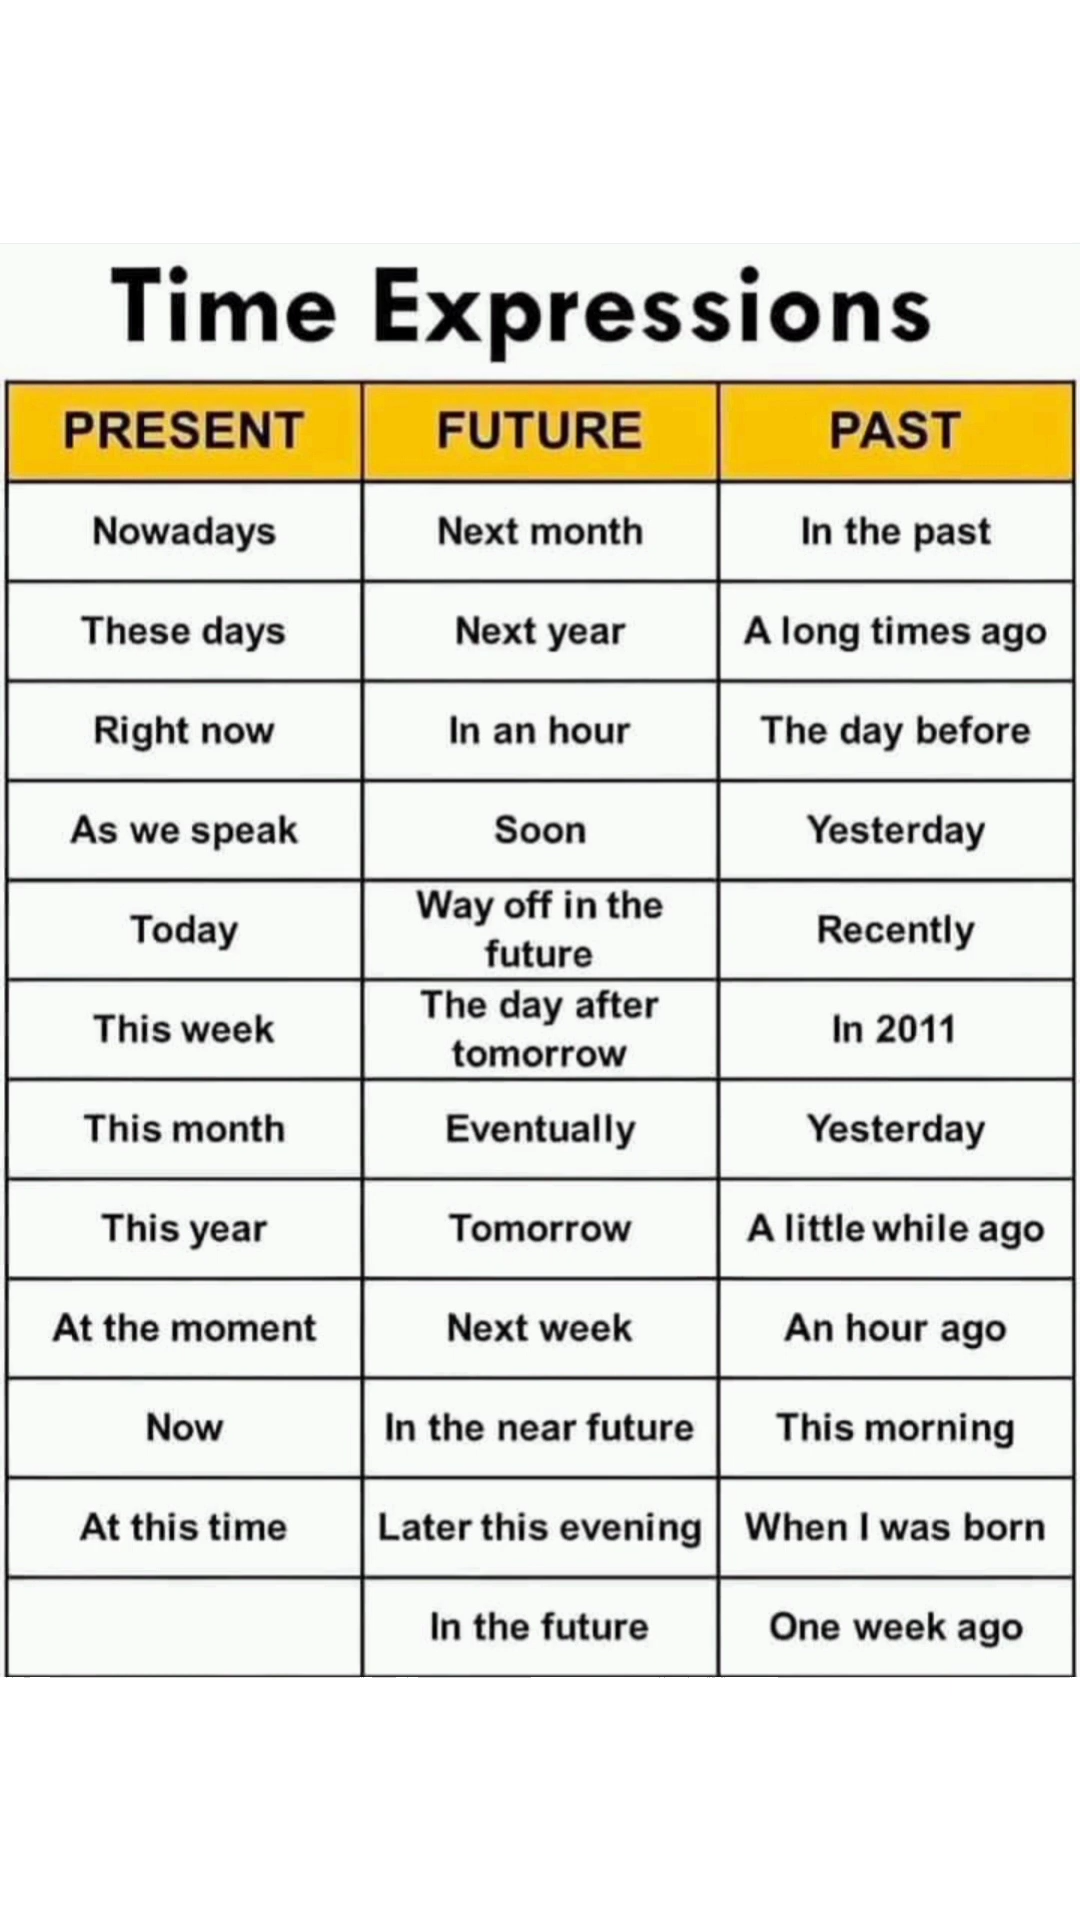 Time Expressions
PRESENT FUTURE PAST
Nowadays Next month In the past
These days Next year A long times ago
Right now In an hour The day before
As we speak Soon Yesterday
Today Way off in the future Recently
This week The day after tomorrow In 2011
This month Eventually Yesterday
This year Tomorrow A little while ago
At the moment Next week An hour ago
Now In the near future This morning
At this time Later this evening When I was born
In the future One week ago